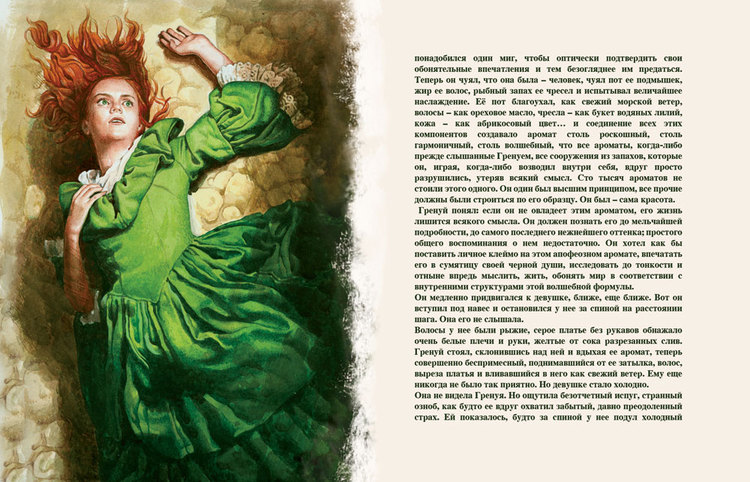 понадобился один миг, чтобы оптически подтвердить свои
обонятельные впечатления и тем безогляднее им предаться.
Теперь он чуял, что она была – человек, чуял пот ее подмышек,
жир ее волос, рыбный запах ее чресел и испытывал величайшее
наслаждение. Её пот благоухал, как свежий морской ветер,
волосы – как ореховое масло, чресла – как букет водяных лилий,
кожа – как абрикосовый цвет... и соединение всех этих
компонентов создавало аромат столь роскошный, столь
гармоничный, столь волшебный, что все ароматы, когда-либо
прежде слышанные Гренуем, все сооружения из запахов, которые
он, играя, когда-либо возводил внутри себя, вдруг просто
разрушились, утеряв всякий смысл. Сто тысяч ароматов не
стоили этого одного. Он один был высшим принципом, все прочие
должны были строиться по его образцу. Он был – сама красота.
Гренуй понял: если он не овладеет этим ароматом, его жизнь
лишится всякого смысла. Он должен познать его до мельчайшей
подробности, до самого последнего нежнейшего оттенка; простого
общего воспоминания о нем недостаточно. Он хотел как бы
поставить личное клеймо на этом апофеозном аромате, впечатать
его в сумятицу своей черной души, исследовать до тонкости и
отныне впредь мыслить, жить, обонять мир в соответствии с
внутренними структурами этой волшебной формулы.
Он медленно придвигался к девушке, ближе, еще ближе. Вот он
вступил под навес и остановился у нее за спиной на расстоянии
шага. Она его не слышала.
Волосы у нее были рыжие, серое платье без рукавов обнажало
очень белые плечи и руки, желтые от сока разрезанных слив.
Гренуй стоял, склонившись над ней и вдыхая ее аромат, теперь
совершенно беспримесный, поднимавшийся от ее затылка, волос,
выреза платья и вливавшийся в него как свежий ветер. Ему еще
никогда не было так приятно. Но девушке стало холодно.
Она не видела Гренуя. Но ощутила безотчетный испуг, странный
озноб, как будто ее вдруг охватил забытый, давно преодоленный
страх. Ей показалось, будто за спиной у нее подул холодный